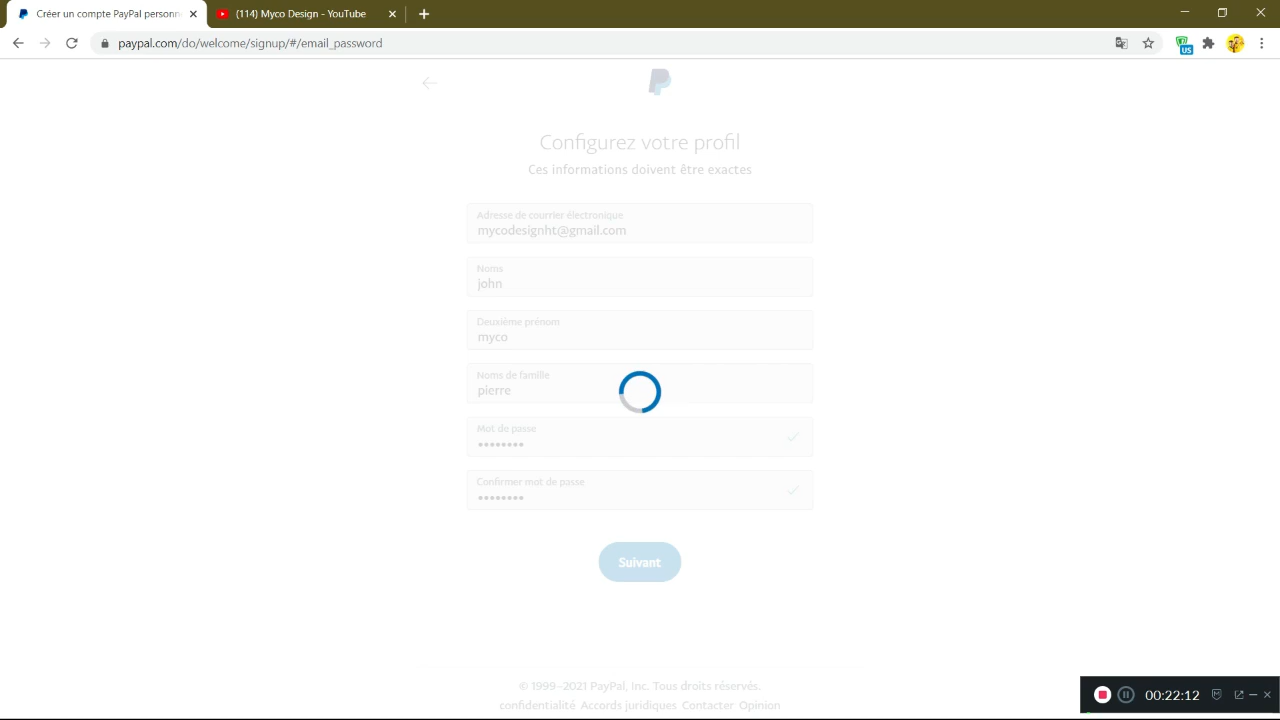 Créer un compte PayPal personn
(114) Myco Design - YouTube
paypal.com/do/welcome/signup/#/email_password
US
Configurez votre profil
Ces informations doivent être exactes
Adresse de courrier électronique
mycodesignht@gmail.com
Noms
john
Deuxième prénom
myco
Noms de famille
pierre
Mot de passe
••••••••
Confirmer mot de passe
••••••••
Suivant
© 1999–2021 PayPal, Inc. Tous droits réservés.
confidentialité Accords juridiques Contacter Opinion
00:22:12